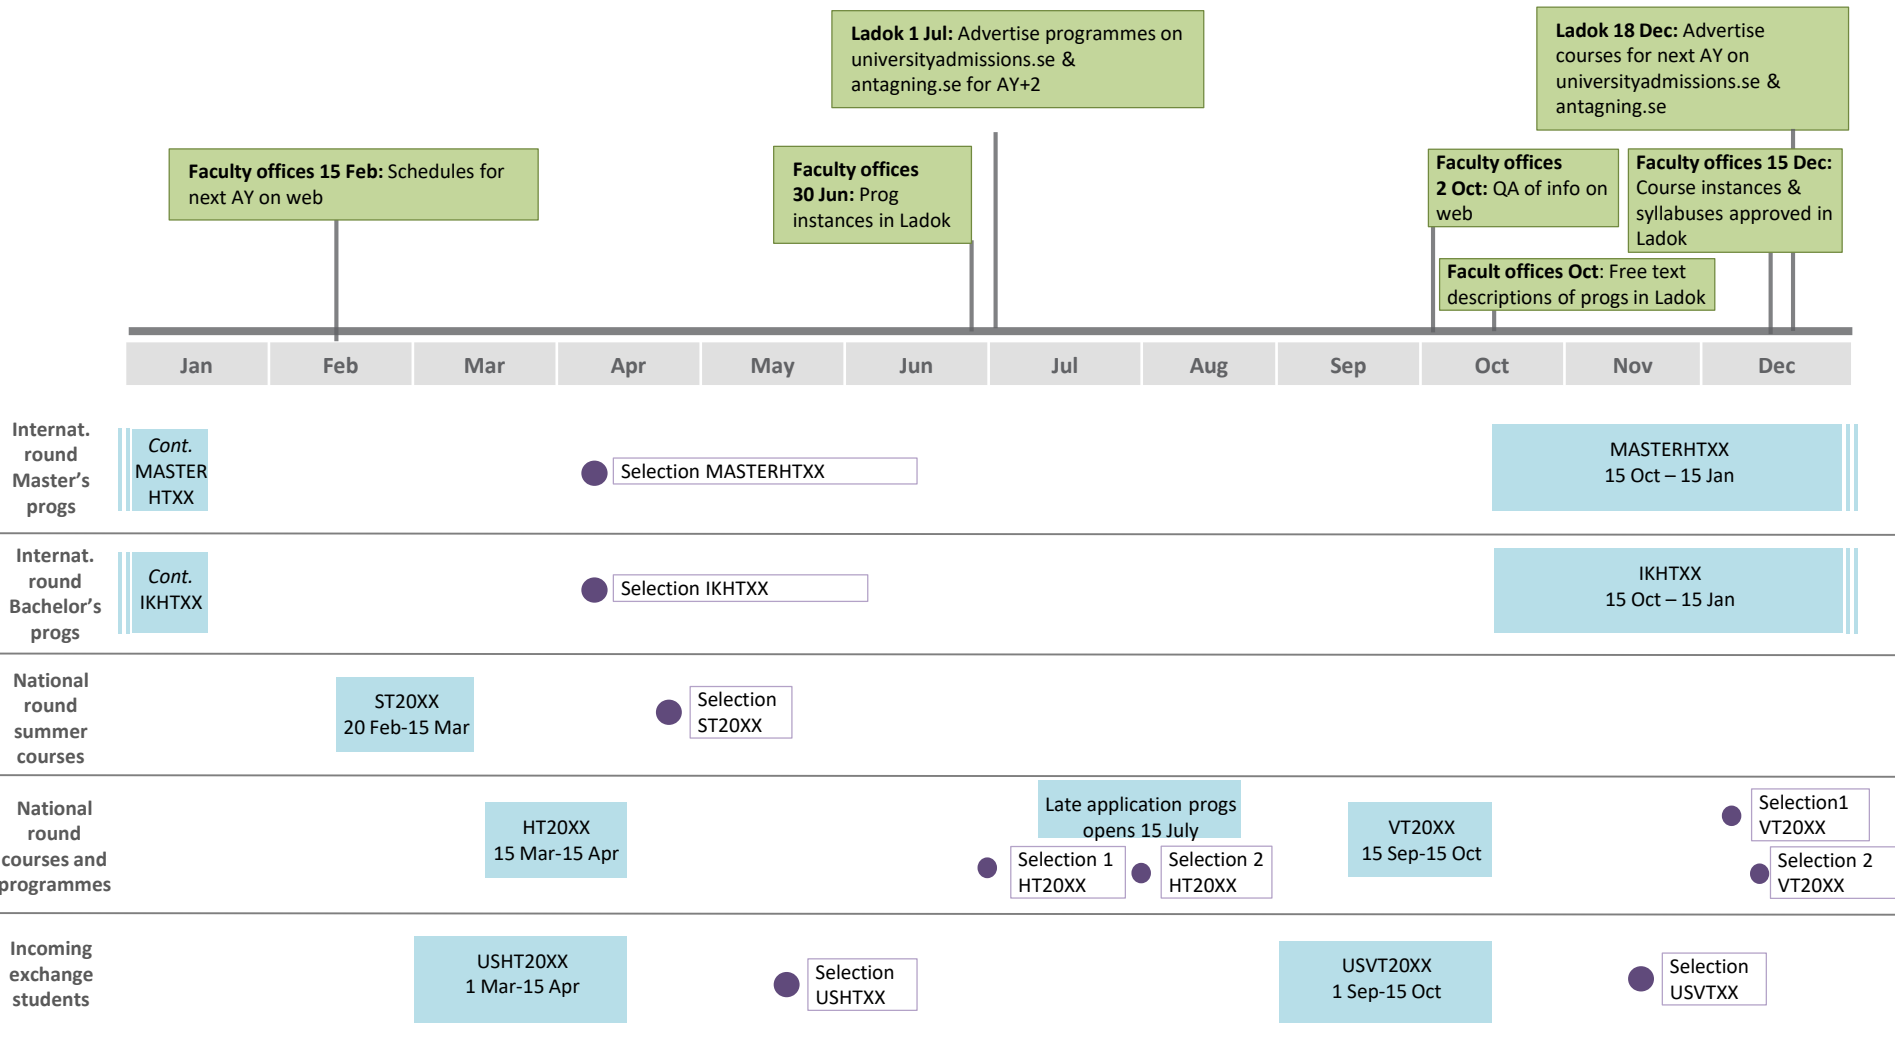 Ladok 1 Jul: Advertise programmes on
universityadmissions.se &
antagning.se for AY+2
Ladok 18 Dec: Advertise
courses for next AY on
universityadmissions.se &
antagning.se
Faculty offices 15 Feb: Schedules for
next AY on web
Faculty offices
30 Jun: Prog
instances in Ladok
Faculty offices
2 Oct: QA of info on
web
Faculty offices 15 Dec:
Course instances &
syllabuses approved in
Ladok
Facult offices Oct: Free text
descriptions of progs in Ladok
Jan
Feb
Mar
Apr
May
Jun
Jul
Aug
Sep
Oct
Nov
Dec
Internat.
round
Master's
progs
Cont.
MASTER
HTXX
Selection MASTERHTXX
MASTERHTXX
15 Oct – 15 Jan
Internat.
round
Bachelor's
progs
Cont.
IKHTXX
Selection IKHTXX
IKHTXX
15 Oct – 15 Jan
National
round
summer
courses
ST20XX
20 Feb-15 Mar
Selection
ST20XX
National
round
courses and
programmes
HT20XX
15 Mar-15 Apr
Late application progs
opens 15 July
Selection 1
HT20XX
Selection 2
HT20XX
VT20XX
15 Sep-15 Oct
Selection1
VT20XX
Selection 2
VT20XX
Incoming
exchange
students
USHT20XX
1 Mar-15 Apr
Selection
USHTXX
USVT20XX
1 Sep-15 Oct
Selection
USVTXX